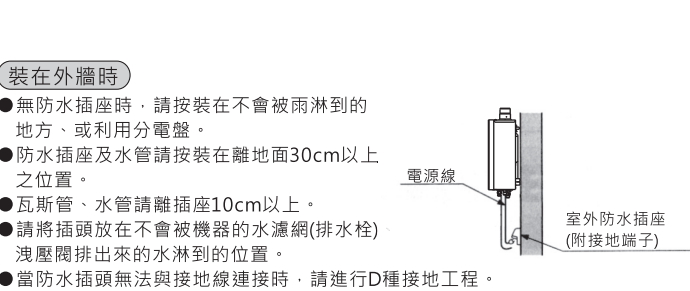 裝在外牆時
●無防水插座時，請按裝在不會被雨淋到的
地方、或利用分電盤。
●防水插座及水管請按裝在離地面30cm以上
之位置。
●瓦斯管、水管請離插座10cm以上。
●請將插頭放在不會被機器的水濾網(排水栓)
洩壓閥排出來的水淋到的位置。
●當防水插頭無法與接地線連接時，請進行D種接地工程。
電源線
室外防水插座
(附接地端子)